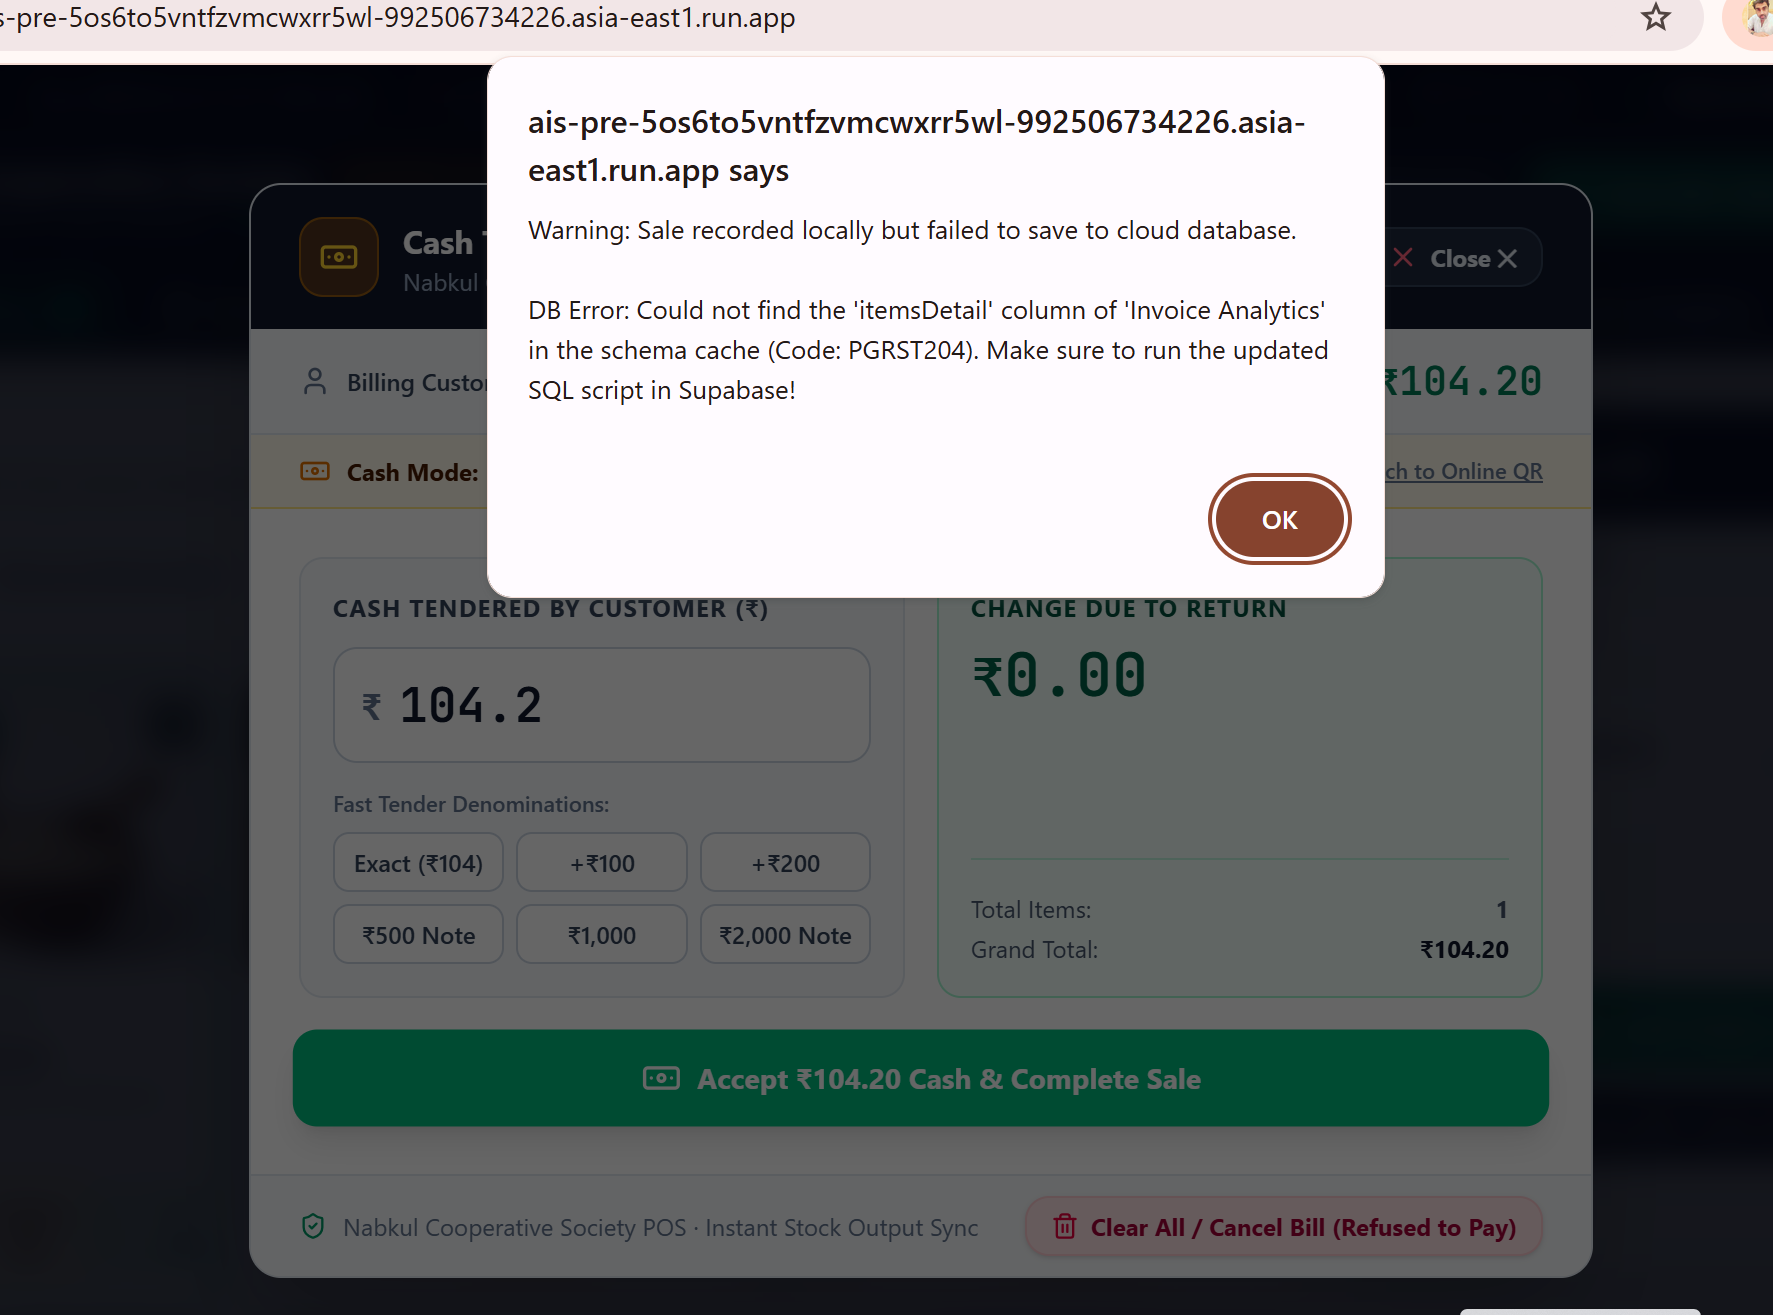 s-pre-5os6to5vntfzvmcwxrr5wl-992506734226.asia-east1.run.app
ais-pre-5os6to5vntfzvmcwxrr5wl-992506734226.asia-
east1.run.app says
Warning: Sale recorded locally but failed to save to cloud database.
DB Error: Could not find the 'itemsDetail' column of 'Invoice Analytics'
in the schema cache (Code: PGRST204). Make sure to run the updated
SQL script in Supabase!
OK
Cash
Nabkul
Close
Billing Custo
₹104.20
Cash Mode:
ch to Online QR
CASH TENDERED BY CUSTOMER (₹)
₹ 104.2
Fast Tender Denominations:
Exact (₹104)
+₹100
+₹200
₹500 Note
₹1,000
₹2,000 Note
CHANGE DUE TO RETURN
₹0.00
Total Items: 1
Grand Total: ₹104.20
Accept ₹104.20 Cash & Complete Sale
Nabkul Cooperative Society POS · Instant Stock Output Sync
Clear All / Cancel Bill (Refused to Pay)